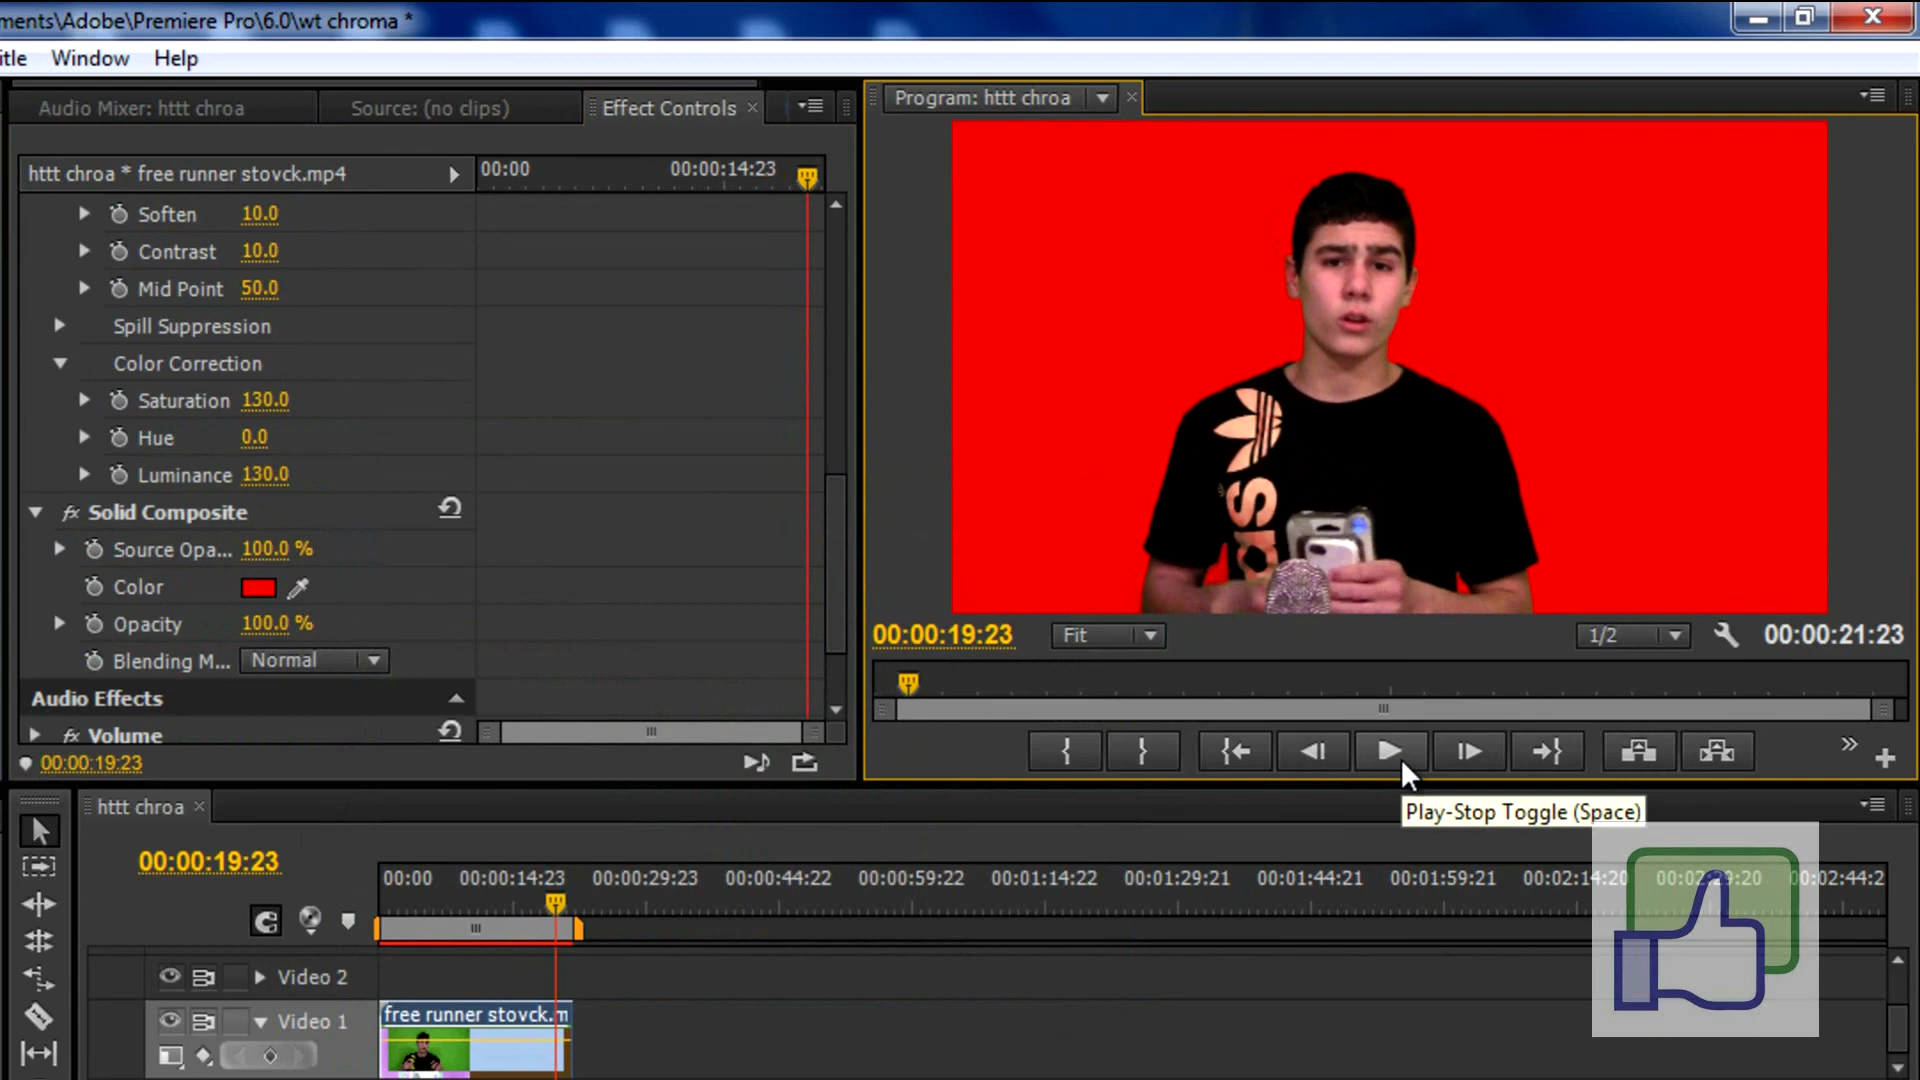 ments\Adobe\Premiere Pro\6.0\wt chroma *
itle Window Help
Audio Mixer: httt chroa
Source: (no clips)
Effect Controls
Program: httt chroa
httt chroa * free runner stovck.mp4
00:00
00:00:14:23
Soften 10.0
Contrast 10.0
Mid Point 50.0
Spill Suppression
Color Correction
Saturation 130.0
Hue 0.0
Luminance 130.0
fx Solid Composite
Source Opa... 100.0 %
Color
Opacity 100.0 %
Blending M... Normal
Audio Effects
fx Volume
00:00:19:23
00:00:19:23
Fit
1/2
00:00:21:23
Play-Stop Toggle (Space)
httt chroa
00:00:19:23
00:00 00:00:14:23 00:00:29:23 00:00:44:22 00:00:59:22 00:01:14:22 00:01:29:21 00:01:44:21 00:01:59:21 00:02:14:20 00:02:29:20 00:02:44:2
Video 2
Video 1
free runner stovck.m